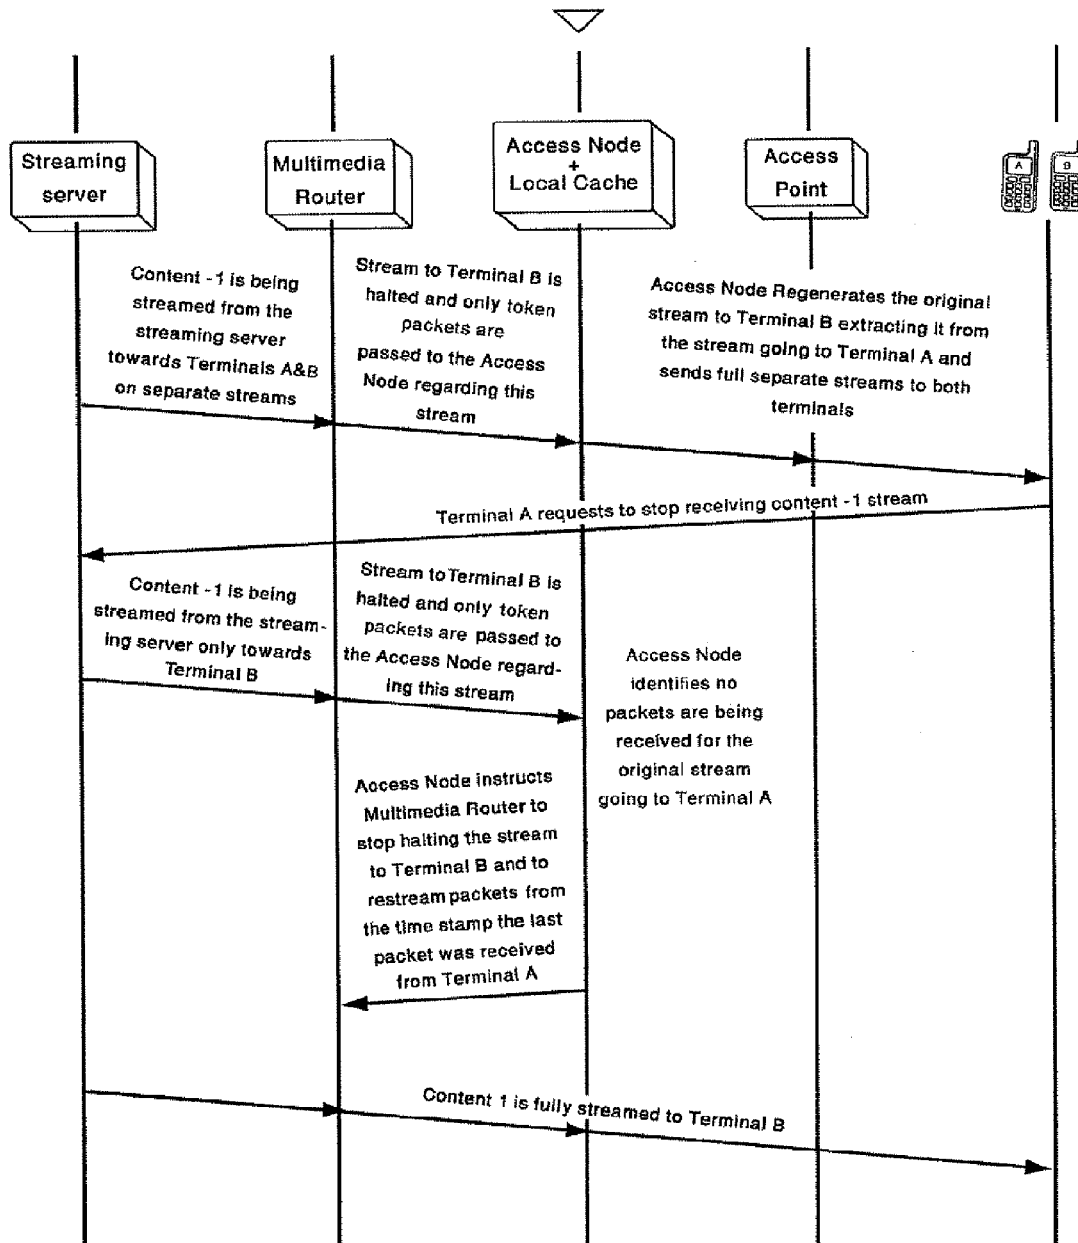 Streaming
server
Multimedia
Router
Access Node
+
Local Cache
Access
Point
A
B
Content -1 is being
streamed from the
streaming server
towards Terminals A&B
on separate streams
Stream to Terminal B is
halted and only token
packets are
passed to the Access
Node regarding this
stream
Access Node Regenerates the original
stream to Terminal B extracting it from
the stream going to Terminal A and
sends full separate streams to both
terminals
Terminal A requests to stop receiving content -1 stream
Content -1 is being
streamed from the stream-
ing server only towards
Terminal B
Stream to Terminal B is
halted and only token
packets are passed to
the Access Node regard-
ing this stream
Access Node
identifies no
packets are being
received for the
original stream
going to Terminal A
Access Node instructs
Multimedia Router to
stop halting the stream
to Terminal B and to
restream packets from
the time stamp the last
packet was received
from Terminal A
Content 1 is fully streamed to Terminal B